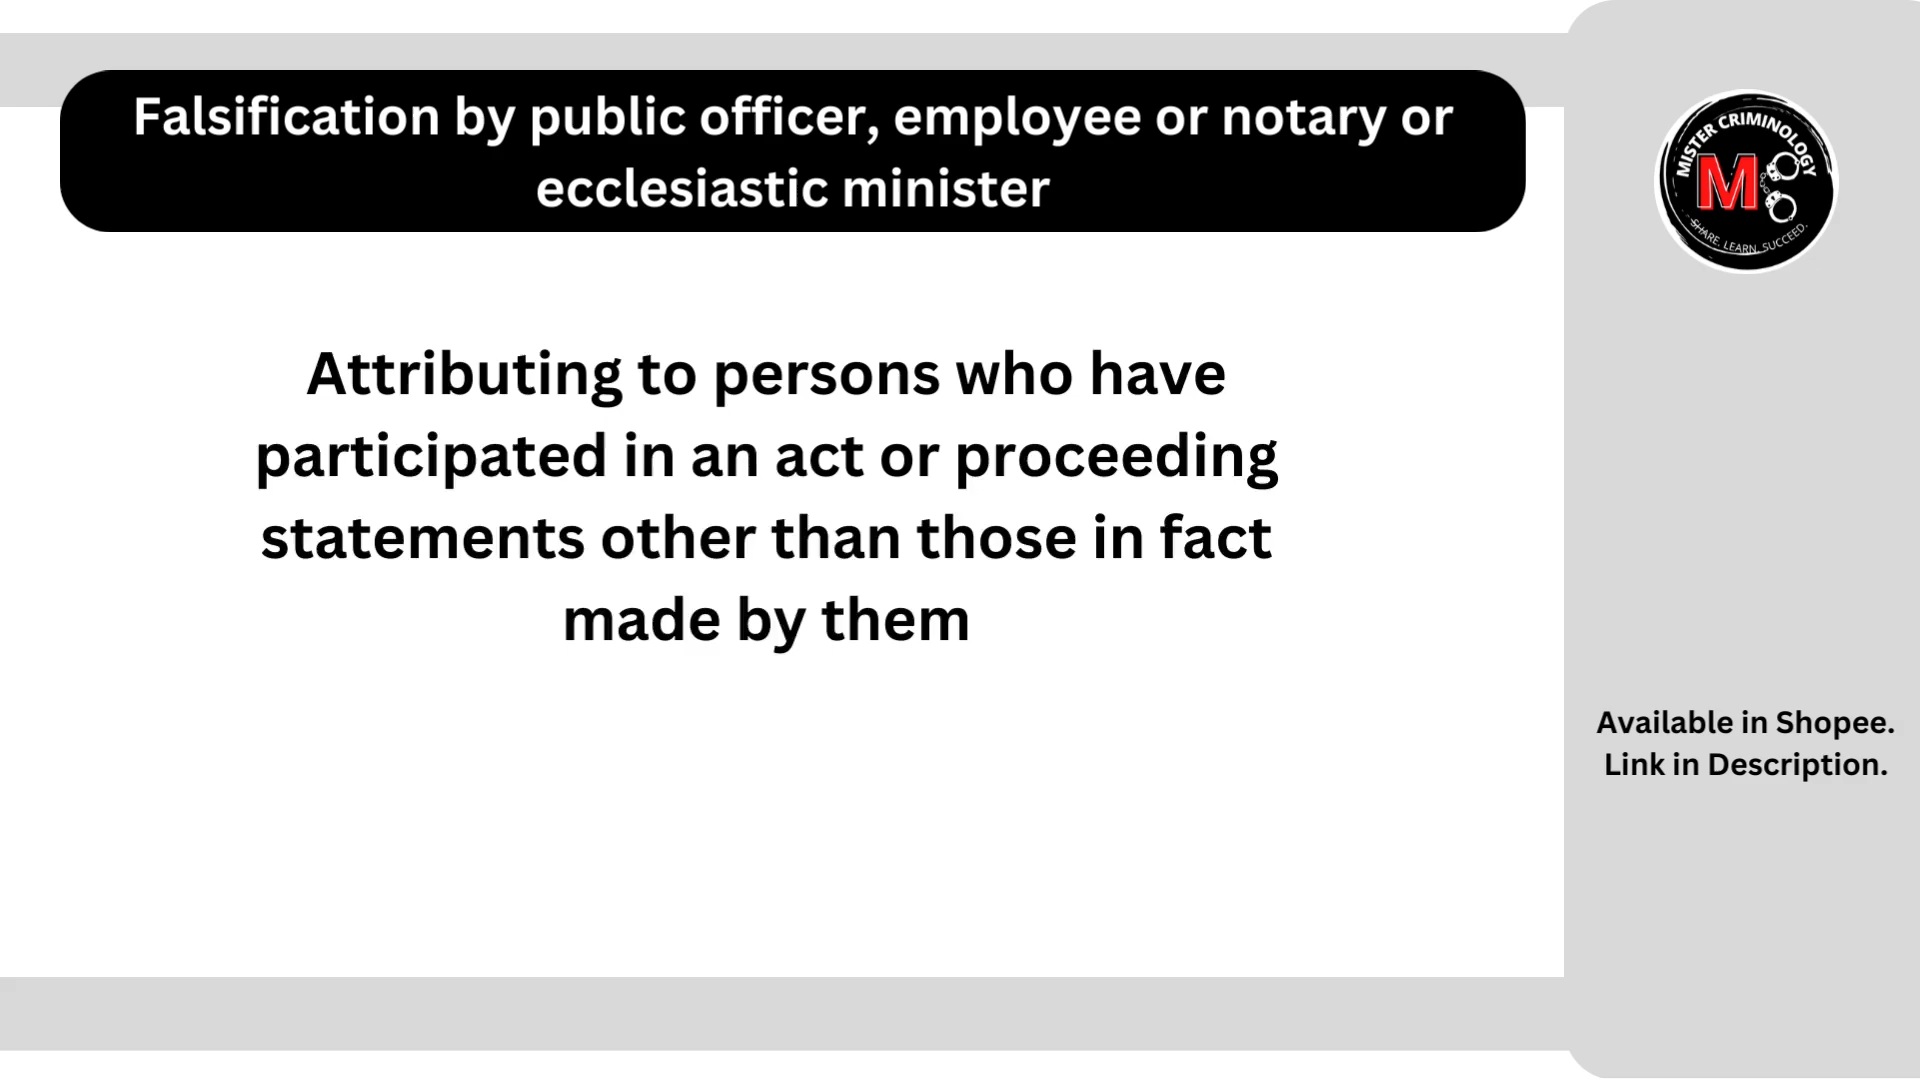 Falsification by public officer, employee or notary or
ecclesiastic minister
MISTER CRIMINOLOGY
M
SHARE. LEARN. SUCCEED.
Attributing to persons who have
participated in an act or proceeding
statements other than those in fact
made by them
Available in Shopee.
Link in Description.